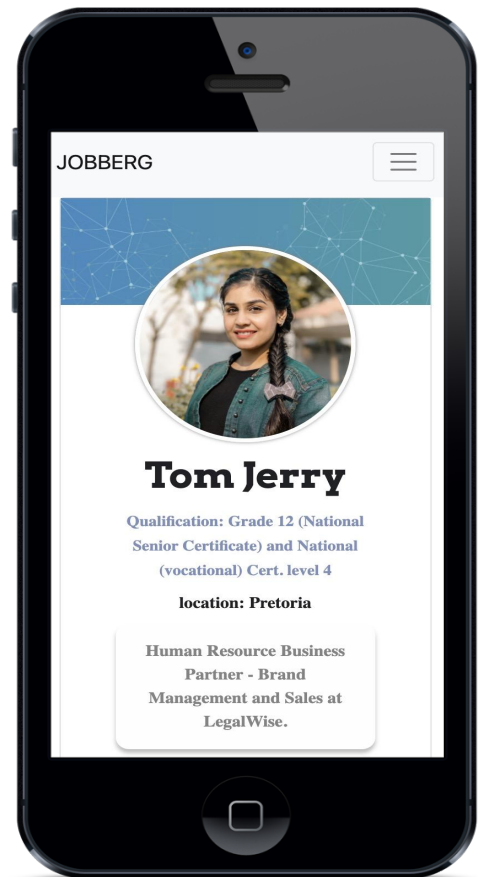 JOBBERG
Tom Jerry
Qualification: Grade 12 (National
Senior Certificate) and National
(vocational) Cert. level 4
location: Pretoria
Human Resource Business
Partner - Brand
Management and Sales at
LegalWise.